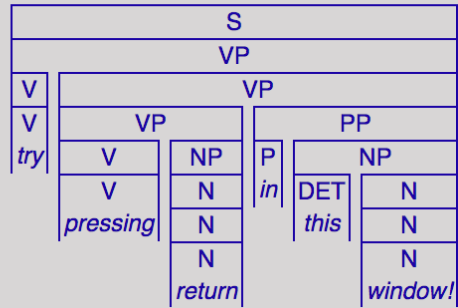 S
VP
V VP
V VP PP
try V NP P NP
V N in DET N
pressing N this N
N N
return window!